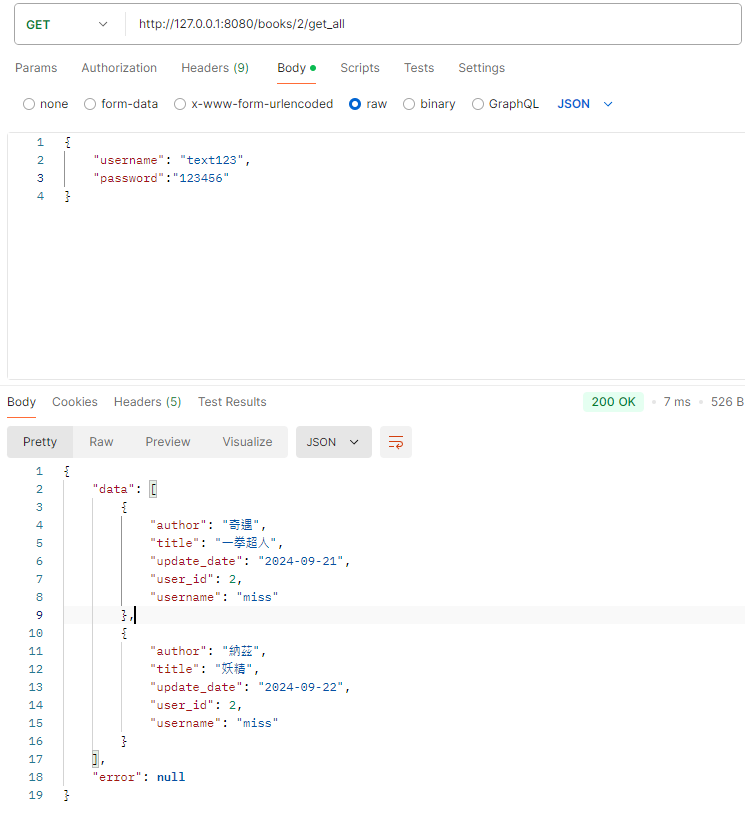 GET http://127.0.0.1:8080/books/2/get_all
Params Authorization Headers (9) Body Scripts Tests Settings
none form-data x-www-form-urlencoded raw binary GraphQL JSON
1 {
2 "username": "text123",
3 "password":"123456"
4 }
Body Cookies Headers (5) Test Results 200 OK 7 ms 526 B
Pretty Raw Preview Visualize JSON
1 {
2 "data": [
3 {
4 "author": "奇遇",
5 "title": "一拳超人",
6 "update_date": "2024-09-21",
7 "user_id": 2,
8 "username": "miss"
9 },
10 {
11 "author": "納茲",
12 "title": "妖精",
13 "update_date": "2024-09-22",
14 "user_id": 2,
15 "username": "miss"
16 }
17 ],
18 "error": null
19 }